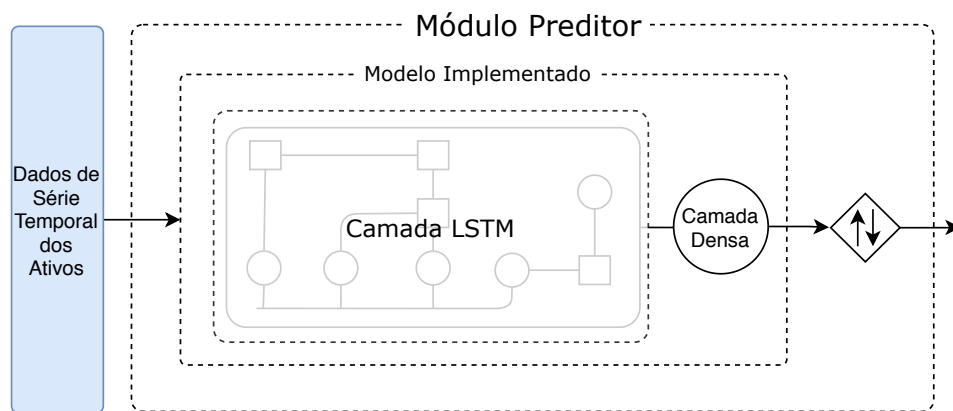 Módulo Preditor
Modelo Implementado
Dados de
Série
Temporal
dos
Ativos
Camada LSTM
Camada
Densa